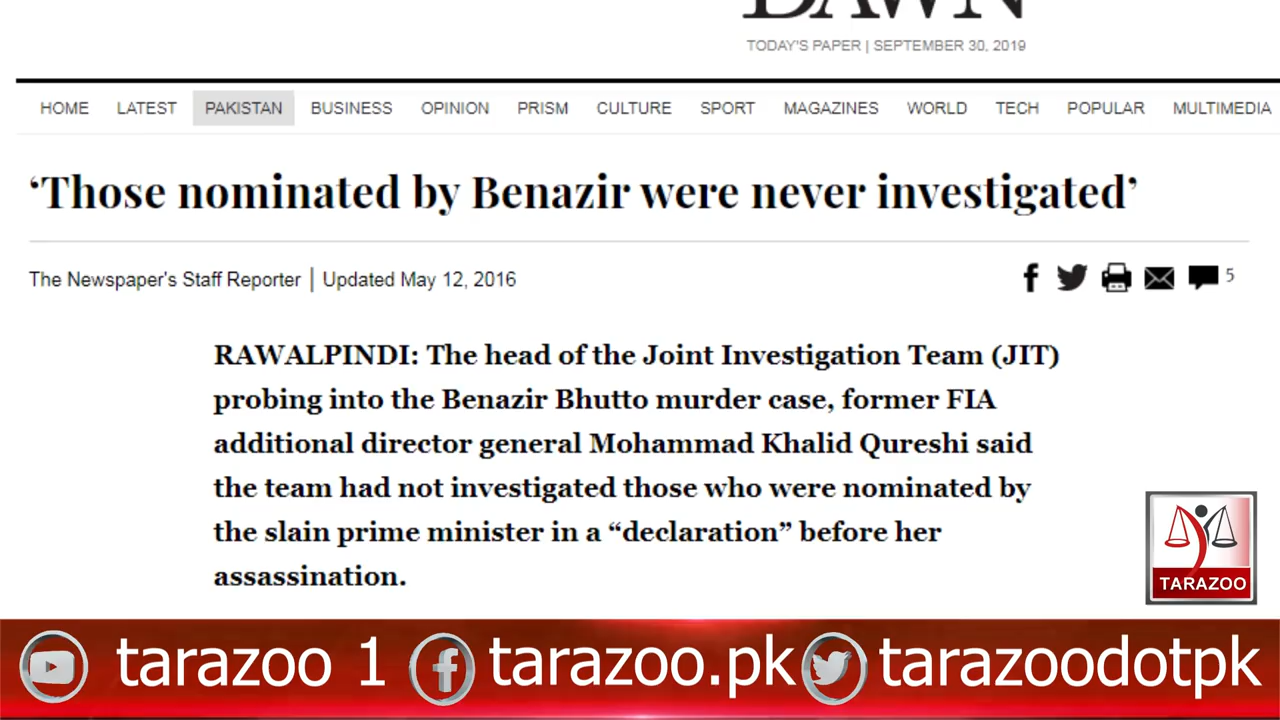 DAWN
TODAY'S PAPER | SEPTEMBER 30, 2019
HOME LATEST PAKISTAN BUSINESS OPINION PRISM CULTURE SPORT MAGAZINES WORLD TECH POPULAR MULTIMEDIA
‘Those nominated by Benazir were never investigated’
The Newspaper's Staff Reporter | Updated May 12, 2016
5
RAWALPINDI: The head of the Joint Investigation Team (JIT)
probing into the Benazir Bhutto murder case, former FIA
additional director general Mohammad Khalid Qureshi said
the team had not investigated those who were nominated by
the slain prime minister in a “declaration” before her
assassination.
TARAZOO
tarazoo 1 tarazoo.pk tarazoodotpk